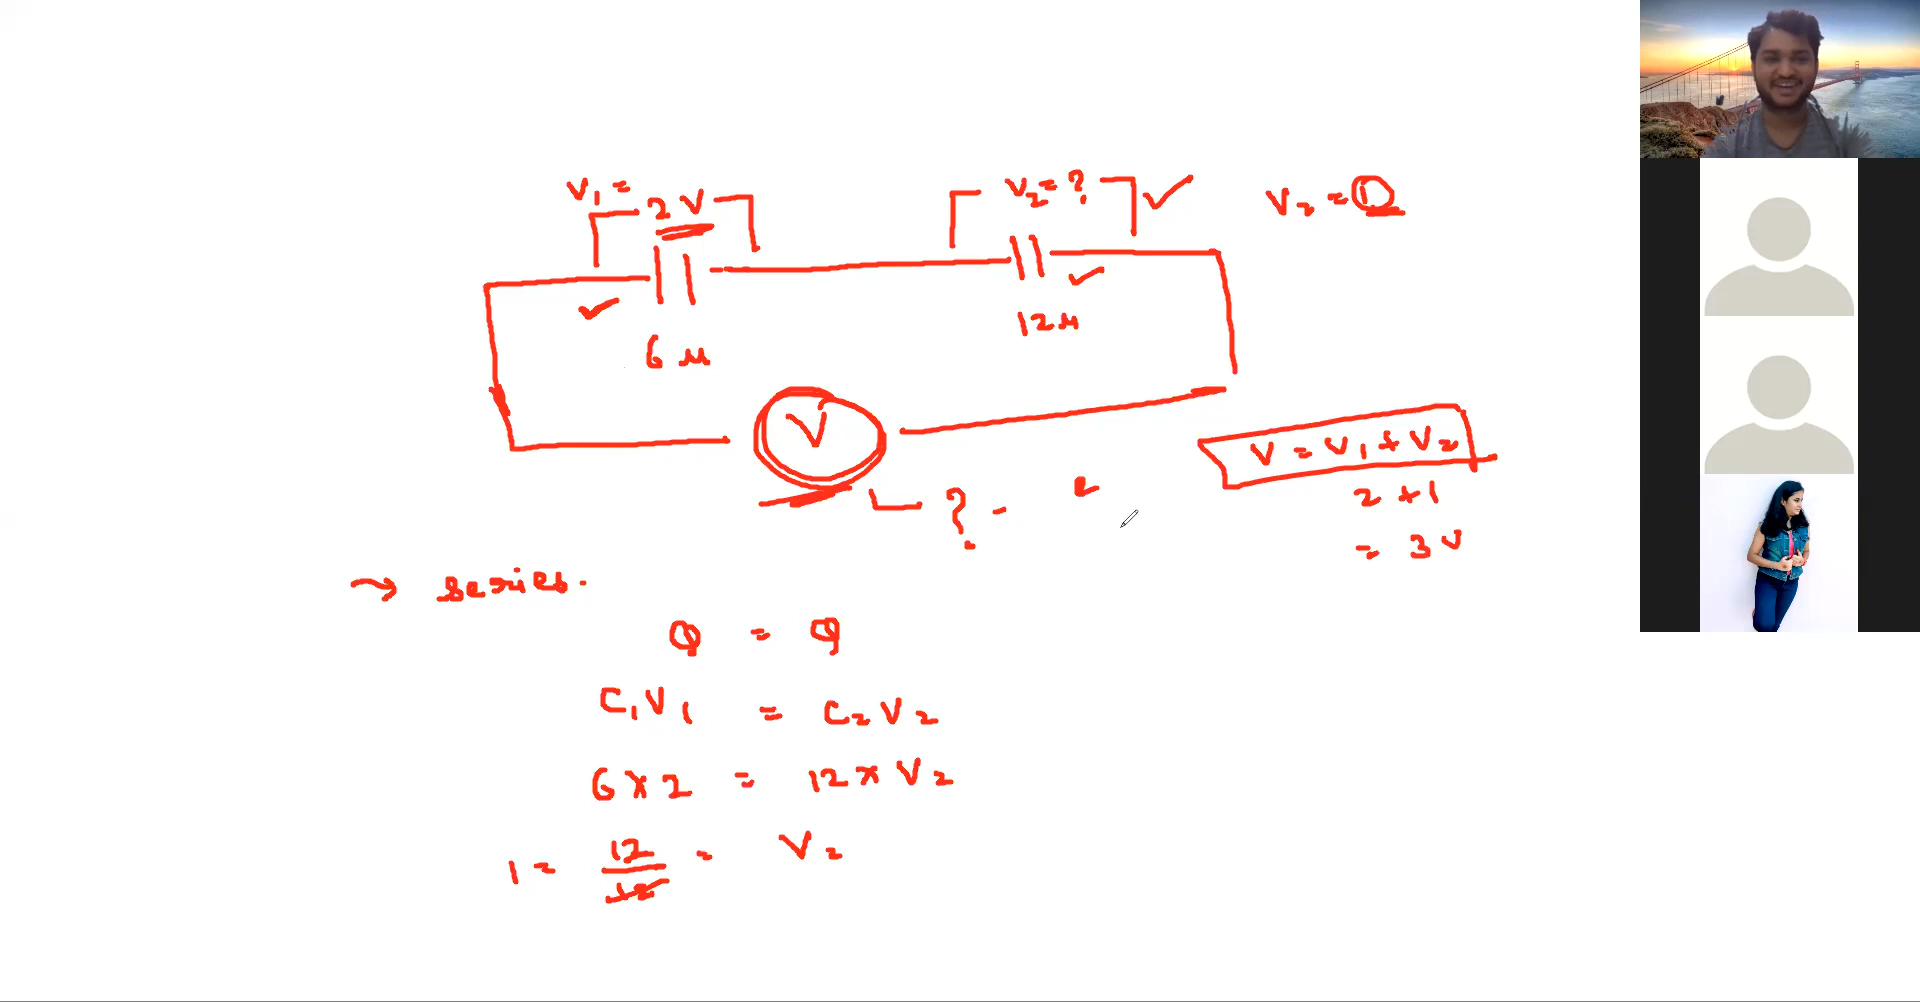 V₁ =
2 V
V₂ = ?
V₂ = 1
6 μ
12 μ
V
?
V = V₁ + V₂
2 + 1
= 3 V
→ series.
Q = Q
C₁V₁ = C₂V₂
6 × 2 = 12 × V₂
1 = 12/12 = V₂